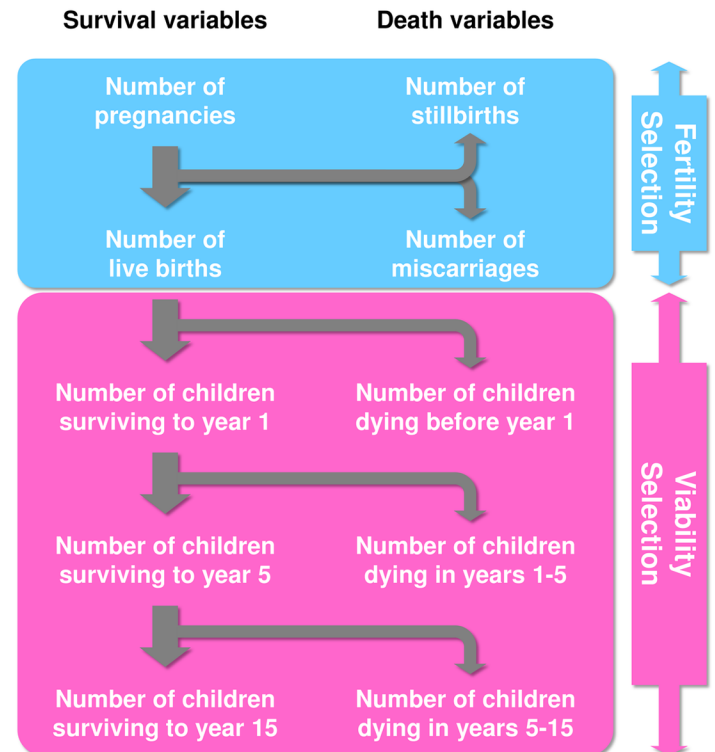 Survival variables
Death variables
Number of
pregnancies
Number of
stillbirths
Fertility
Selection
Number of
live births
Number of
miscarriages
Number of children
surviving to year 1
Number of children
dying before year 1
Viability
Selection
Number of children
surviving to year 5
Number of children
dying in years 1-5
Number of children
surviving to year 15
Number of children
dying in years 5-15